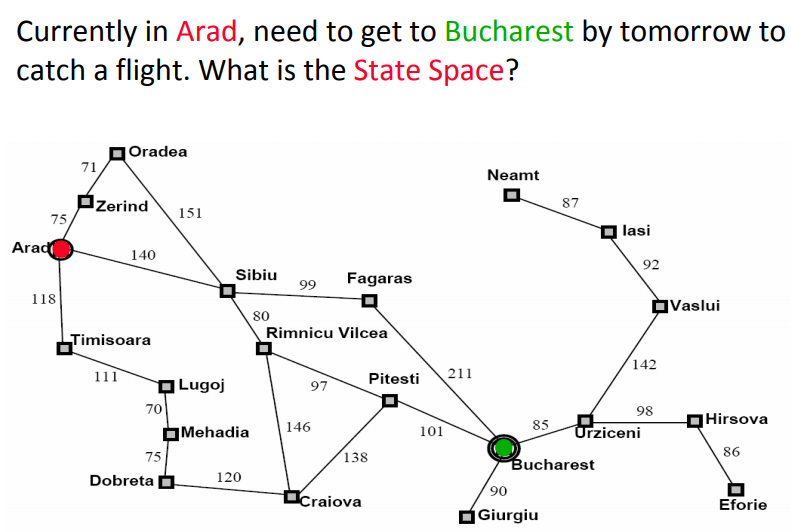 Currently in Arad, need to get to Bucharest by tomorrow to
catch a flight. What is the State Space?
Oradea
71
Neamt
Zerind
87
151
75
Iasi
Arad
140
92
Sibiu
99
Fagaras
118
Vaslui
80
Timisoara
Rimnicu Vilcea
142
111
211
Lugoj
97
Pitesti
70
98
Hirsova
146
85
Mehadia
101
Urziceni
86
75
138
Bucharest
Dobreta
120
90
Craiova
Eforie
Giurgiu